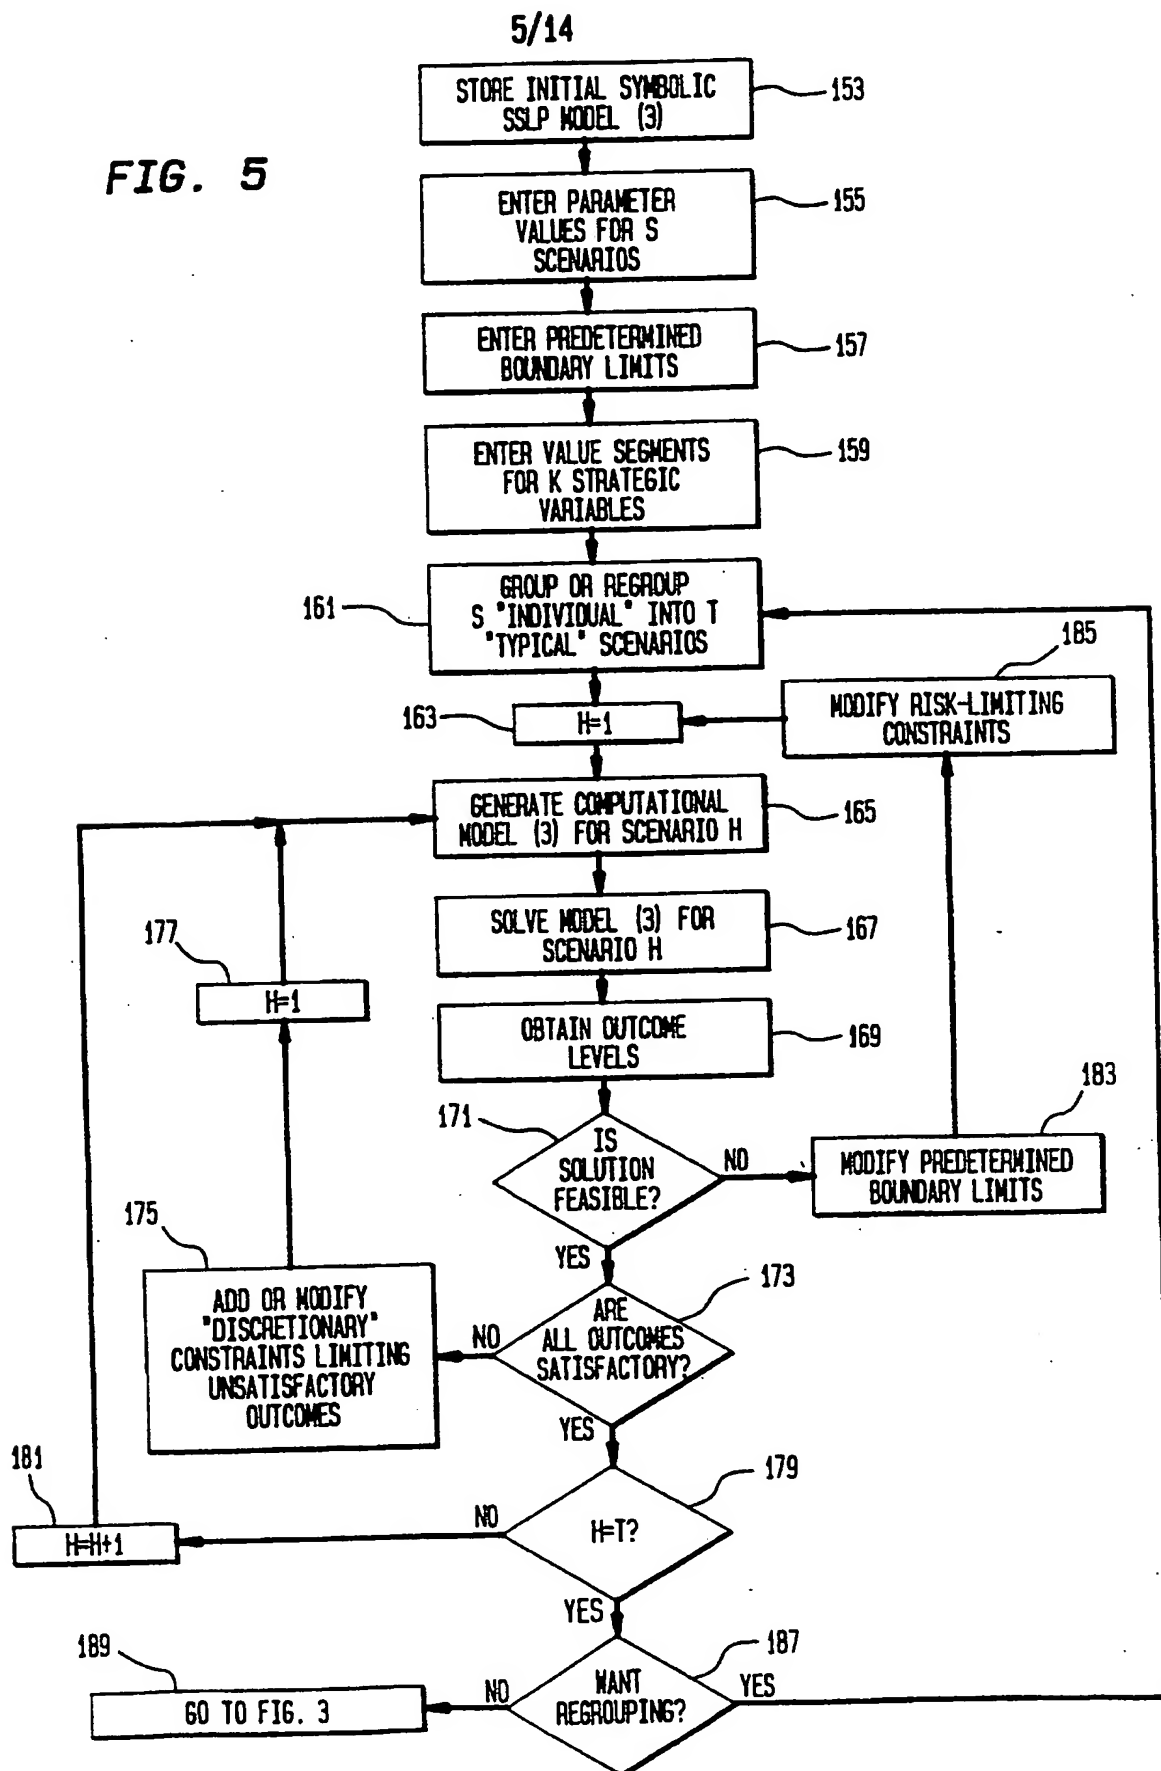 5/14
FIG. 5
STORE INITIAL SYMBOLIC
SSLP MODEL (3)
153
ENTER PARAMETER
VALUES FOR S
SCENARIOS
155
ENTER PREDETERMINED
BOUNDARY LIMITS
157
ENTER VALUE SEGMENTS
FOR K STRATEGIC
VARIABLES
159
161
GROUP OR REGROUP
S "INDIVIDUAL" INTO T
"TYPICAL" SCENARIOS
185
MODIFY RISK-LIMITING
CONSTRAINTS
163
H=1
GENERATE COMPUTATIONAL
MODEL (3) FOR SCENARIO H
165
SOLVE MODEL (3) FOR
SCENARIO H
167
177
H=1
OBTAIN OUTCOME
LEVELS
169
171
IS
SOLUTION
FEASIBLE?
NO
YES
183
MODIFY PREDETERMINED
BOUNDARY LIMITS
175
ADD OR MODIFY
"DISCRETIONARY"
CONSTRAINTS LIMITING
UNSATISFACTORY
OUTCOMES
173
ARE
ALL OUTCOMES
SATISFACTORY?
NO
YES
181
H=H+1
179
H=T?
NO
YES
189
GO TO FIG. 3
187
WANT
REGROUPING?
NO
YES